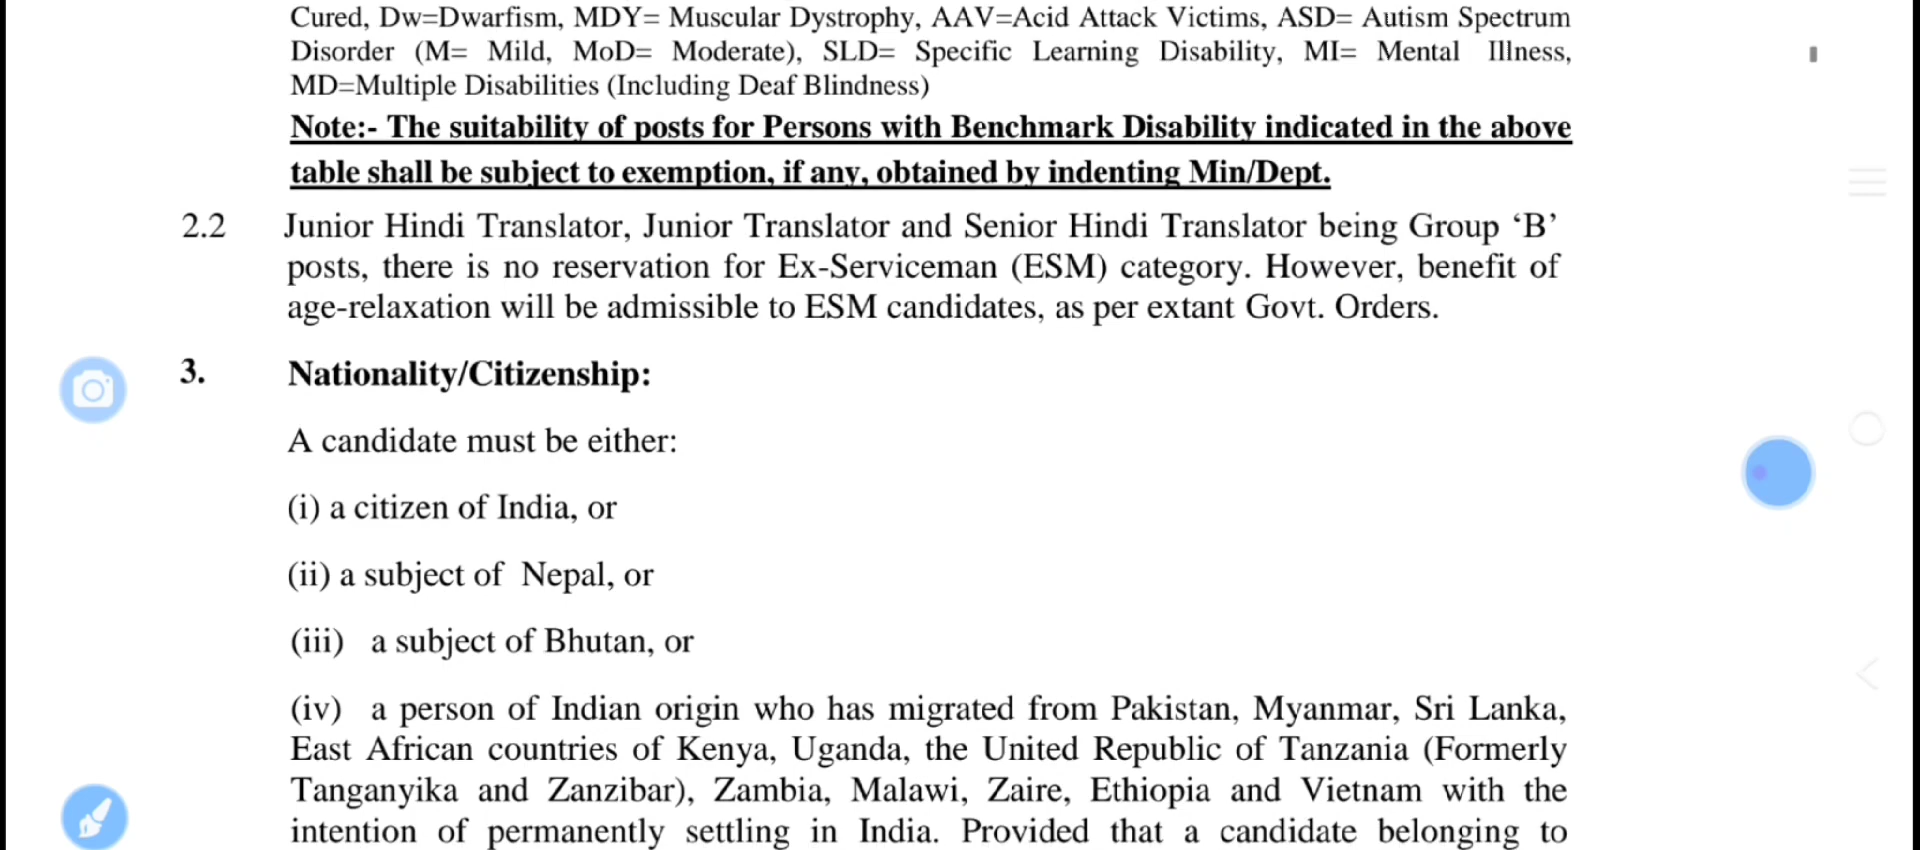 Cured, Dw=Dwarfism, MDY= Muscular Dystrophy, AAV=Acid Attack Victims, ASD= Autism Spectrum
Disorder (M= Mild, MoD= Moderate), SLD= Specific Learning Disability, MI= Mental Illness,
MD=Multiple Disabilities (Including Deaf Blindness)
Note:- The suitability of posts for Persons with Benchmark Disability indicated in the above
table shall be subject to exemption, if any, obtained by indenting Min/Dept.
2.2 Junior Hindi Translator, Junior Translator and Senior Hindi Translator being Group ‘B’
posts, there is no reservation for Ex-Serviceman (ESM) category. However, benefit of
age-relaxation will be admissible to ESM candidates, as per extant Govt. Orders.
3. Nationality/Citizenship:
A candidate must be either:
(i) a citizen of India, or
(ii) a subject of Nepal, or
(iii) a subject of Bhutan, or
(iv) a person of Indian origin who has migrated from Pakistan, Myanmar, Sri Lanka,
East African countries of Kenya, Uganda, the United Republic of Tanzania (Formerly
Tanganyika and Zanzibar), Zambia, Malawi, Zaire, Ethiopia and Vietnam with the
intention of permanently settling in India. Provided that a candidate belonging to